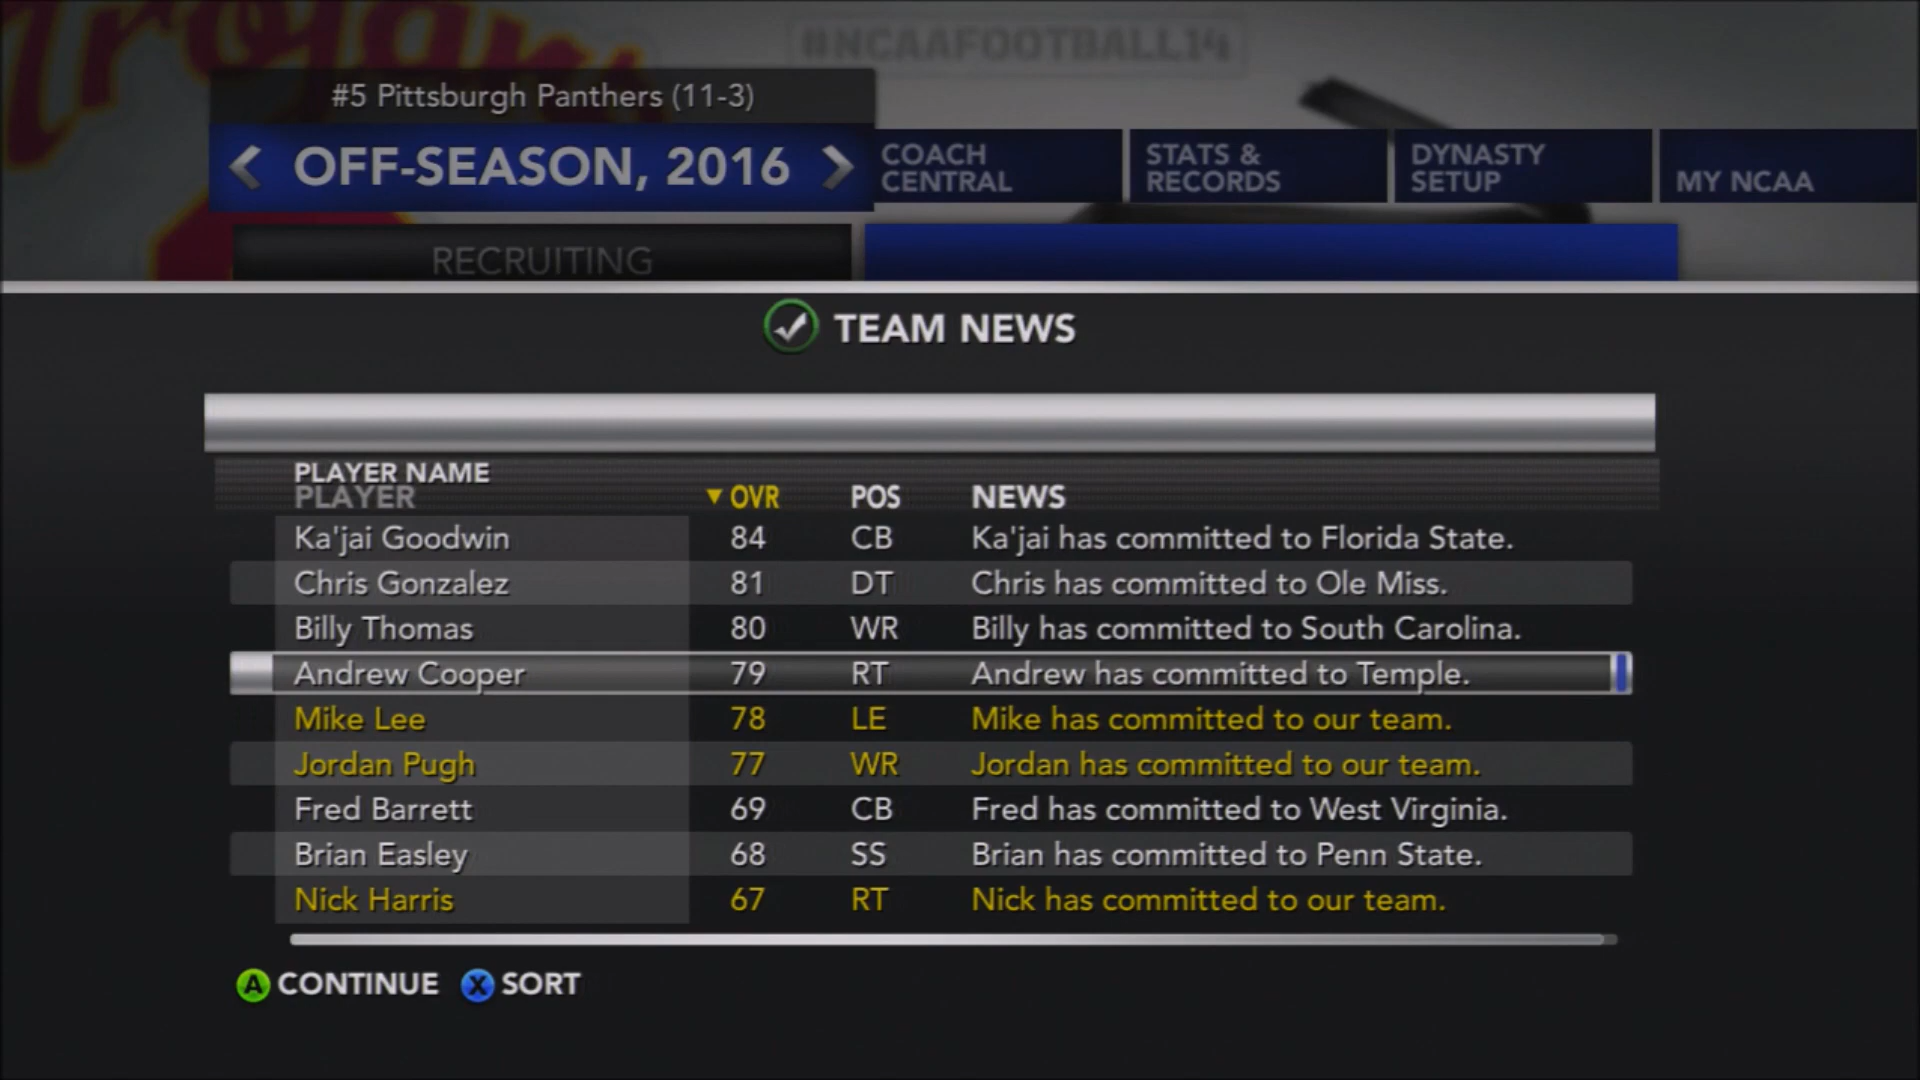 Trojans
#NCAAFOOTBALL14
#5 Pittsburgh Panthers (11-3)
OFF-SEASON, 2016
COACH CENTRAL
STATS & RECORDS
DYNASTY SETUP
MY NCAA
RECRUITING
TEAM NEWS
PLAYER NAME
PLAYER OVR POS NEWS
Ka'jai Goodwin 84 CB Ka'jai has committed to Florida State.
Chris Gonzalez 81 DT Chris has committed to Ole Miss.
Billy Thomas 80 WR Billy has committed to South Carolina.
Andrew Cooper 79 RT Andrew has committed to Temple.
Mike Lee 78 LE Mike has committed to our team.
Jordan Pugh 77 WR Jordan has committed to our team.
Fred Barrett 69 CB Fred has committed to West Virginia.
Brian Easley 68 SS Brian has committed to Penn State.
Nick Harris 67 RT Nick has committed to our team.
A CONTINUE X SORT